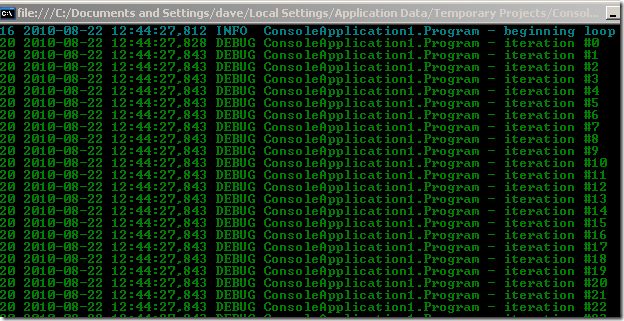 C:\ file:///C:/Documents and Settings/dave/Local Settings/Application Data/Temporary Projects/Consol...
16 2010-08-22 12:44:27,812 INFO  ConsoleApplication1.Program - beginning loop
20 2010-08-22 12:44:27,828 DEBUG ConsoleApplication1.Program - iteration #0
20 2010-08-22 12:44:27,843 DEBUG ConsoleApplication1.Program - iteration #1
20 2010-08-22 12:44:27,843 DEBUG ConsoleApplication1.Program - iteration #2
20 2010-08-22 12:44:27,843 DEBUG ConsoleApplication1.Program - iteration #3
20 2010-08-22 12:44:27,843 DEBUG ConsoleApplication1.Program - iteration #4
20 2010-08-22 12:44:27,843 DEBUG ConsoleApplication1.Program - iteration #5
20 2010-08-22 12:44:27,843 DEBUG ConsoleApplication1.Program - iteration #6
20 2010-08-22 12:44:27,843 DEBUG ConsoleApplication1.Program - iteration #7
20 2010-08-22 12:44:27,843 DEBUG ConsoleApplication1.Program - iteration #8
20 2010-08-22 12:44:27,843 DEBUG ConsoleApplication1.Program - iteration #9
20 2010-08-22 12:44:27,843 DEBUG ConsoleApplication1.Program - iteration #10
20 2010-08-22 12:44:27,843 DEBUG ConsoleApplication1.Program - iteration #11
20 2010-08-22 12:44:27,843 DEBUG ConsoleApplication1.Program - iteration #12
20 2010-08-22 12:44:27,843 DEBUG ConsoleApplication1.Program - iteration #13
20 2010-08-22 12:44:27,843 DEBUG ConsoleApplication1.Program - iteration #14
20 2010-08-22 12:44:27,843 DEBUG ConsoleApplication1.Program - iteration #15
20 2010-08-22 12:44:27,843 DEBUG ConsoleApplication1.Program - iteration #16
20 2010-08-22 12:44:27,843 DEBUG ConsoleApplication1.Program - iteration #17
20 2010-08-22 12:44:27,843 DEBUG ConsoleApplication1.Program - iteration #18
20 2010-08-22 12:44:27,843 DEBUG ConsoleApplication1.Program - iteration #19
20 2010-08-22 12:44:27,843 DEBUG ConsoleApplication1.Program - iteration #20
20 2010-08-22 12:44:27,843 DEBUG ConsoleApplication1.Program - iteration #21
20 2010-08-22 12:44:27,843 DEBUG ConsoleApplication1.Program - iteration #22